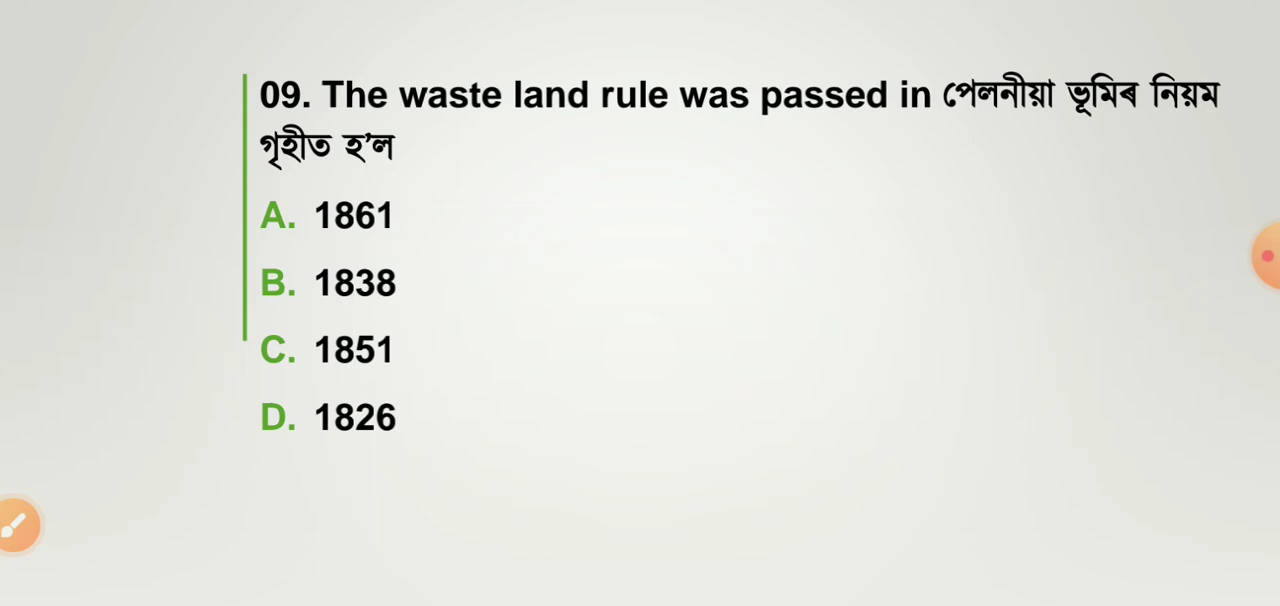 09. The waste land rule was passed in পেলনীয়া ভূমিৰ নিয়ম
গৃহীত হ’ল
A. 1861
B. 1838
C. 1851
D. 1826